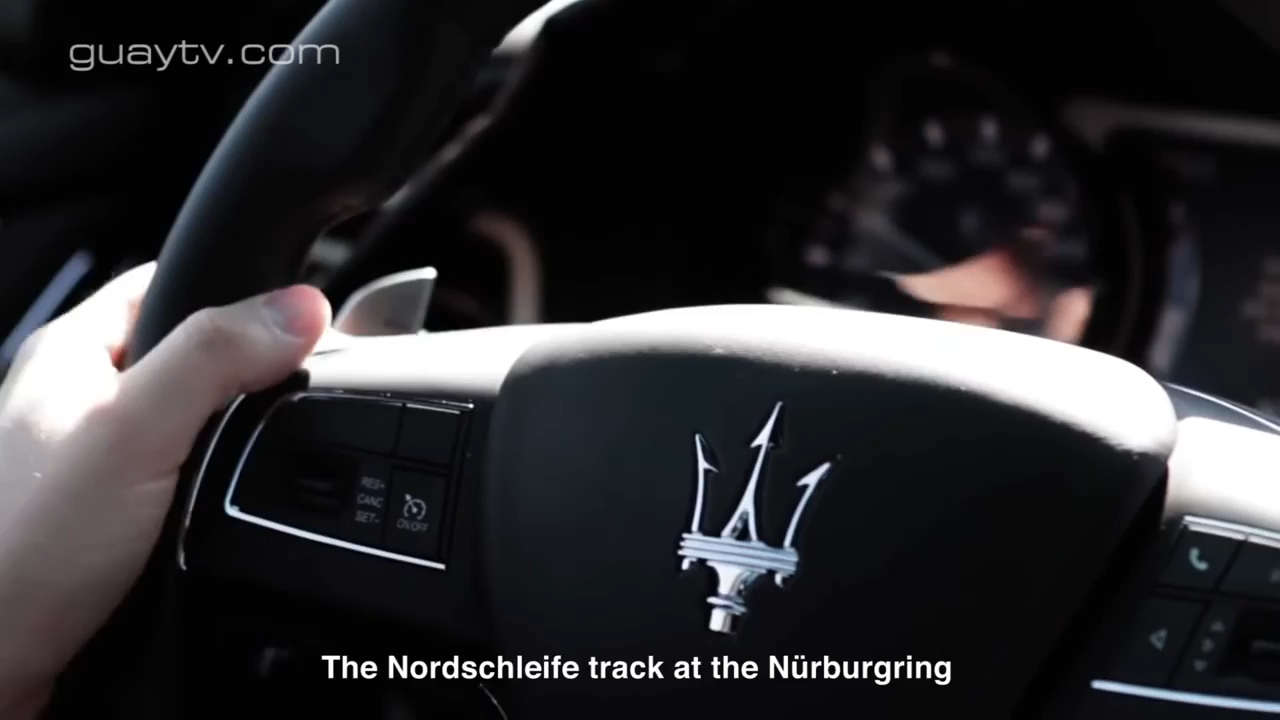 guaytv.com
RES+
CANC
SET-
ON/OFF
The Nordschleife track at the Nürburgring